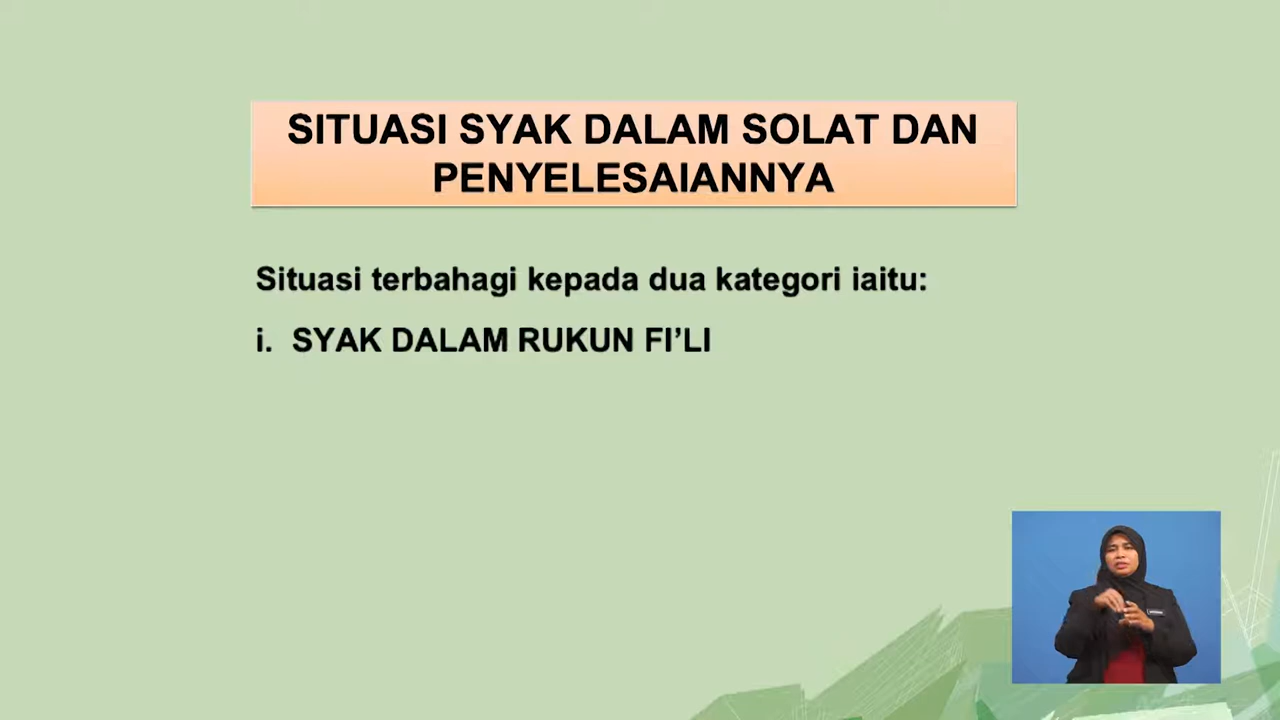 SITUASI SYAK DALAM SOLAT DAN
PENYELESAIANNYA
Situasi terbahagi kepada dua kategori iaitu:
i. SYAK DALAM RUKUN FI’LI